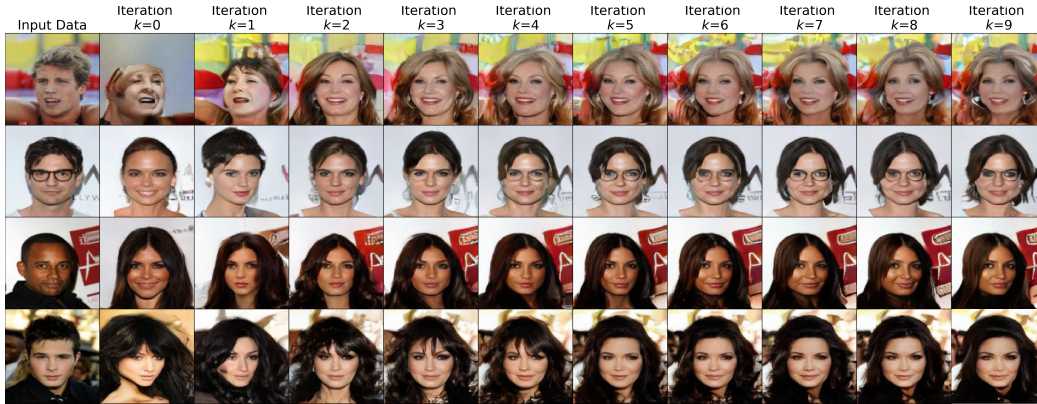 Input Data
Iteration
k=0
Iteration
k=1
Iteration
k=2
Iteration
k=3
Iteration
k=4
Iteration
k=5
Iteration
k=6
Iteration
k=7
Iteration
k=8
Iteration
k=9